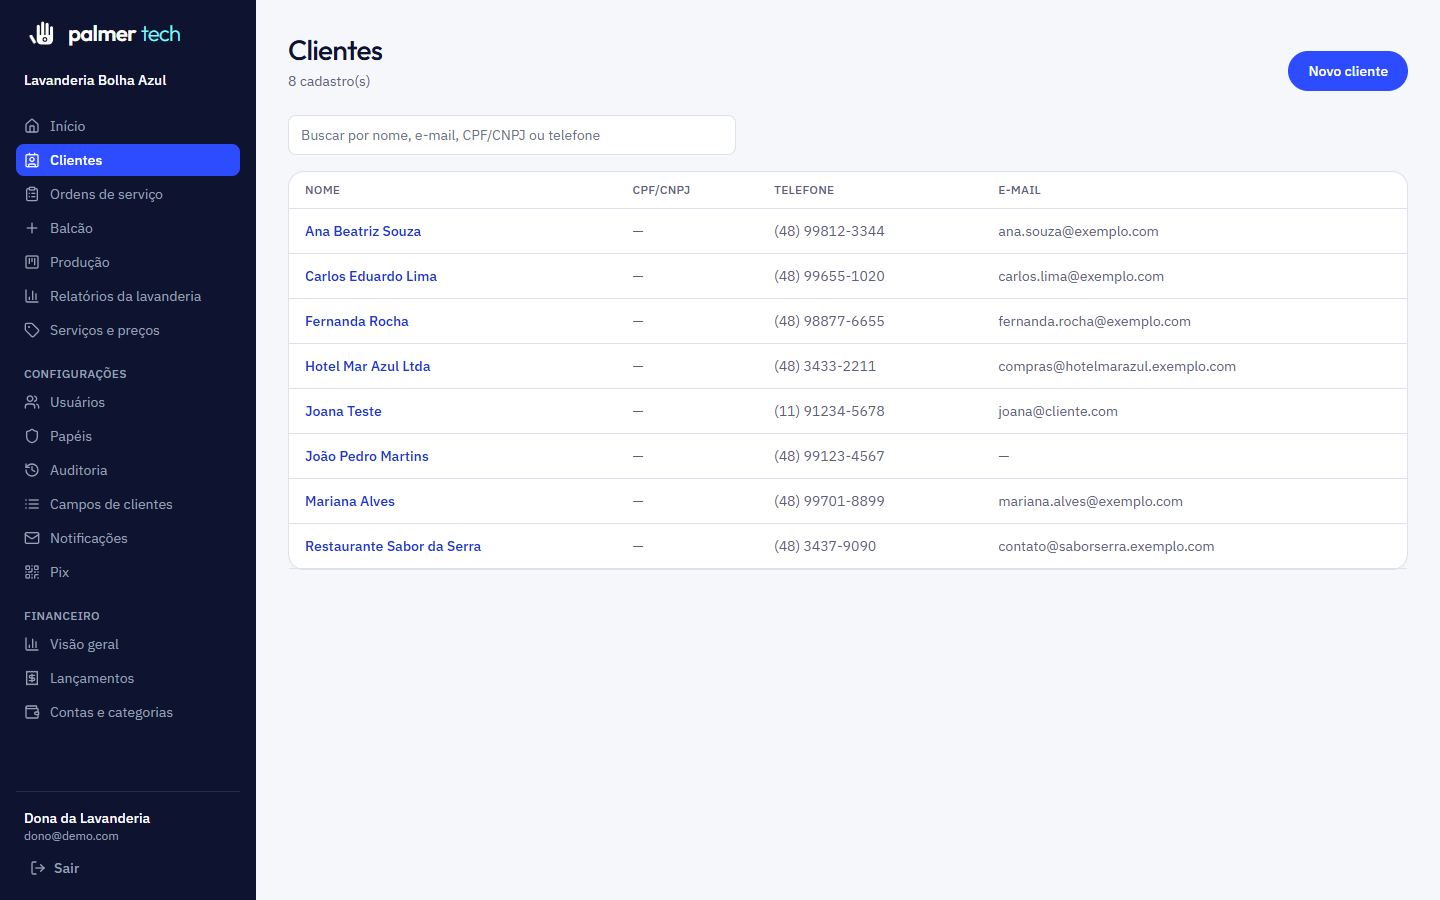 palmer tech
Lavanderia Bolha Azul
Início
Clientes
Ordens de serviço
Balcão
Produção
Relatórios da lavanderia
Serviços e preços
CONFIGURAÇÕES
Usuários
Papéis
Auditoria
Campos de clientes
Notificações
Pix
FINANCEIRO
Visão geral
Lançamentos
Contas e categorias
Dona da Lavanderia
dono@demo.com
Sair
Clientes
8 cadastro(s)
Novo cliente
Buscar por nome, e-mail, CPF/CNPJ ou telefone
NOME CPF/CNPJ TELEFONE E-MAIL
Ana Beatriz Souza — (48) 99812-3344 ana.souza@exemplo.com
Carlos Eduardo Lima — (48) 99655-1020 carlos.lima@exemplo.com
Fernanda Rocha — (48) 98877-6655 fernanda.rocha@exemplo.com
Hotel Mar Azul Ltda — (48) 3433-2211 compras@hotelmarazul.exemplo.com
Joana Teste — (11) 91234-5678 joana@cliente.com
João Pedro Martins — (48) 99123-4567 —
Mariana Alves — (48) 99701-8899 mariana.alves@exemplo.com
Restaurante Sabor da Serra — (48) 3437-9090 contato@saborserra.exemplo.com